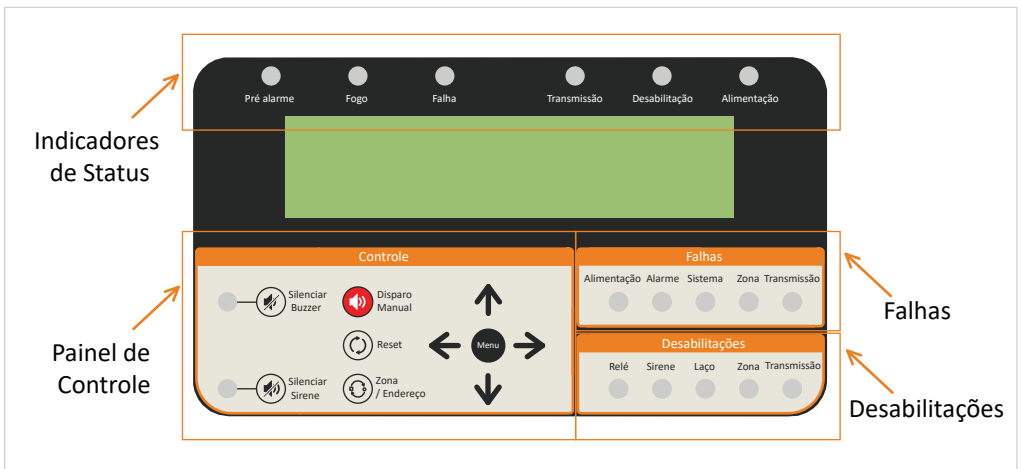 Pré alarme
Fogo
Falha
Transmissão
Desabilitação
Alimentação
Indicadores
de Status
Controle
Silenciar
Buzzer
Disparo
Manual
Reset
Menu
Silenciar
Sirene
Zona
/ Endereço
Painel de
Controle
Falhas
Alimentação
Alarme
Sistema
Zona
Transmissão
Falhas
Desabilitações
Relé
Sirene
Laço
Zona
Transmissão
Desabilitações